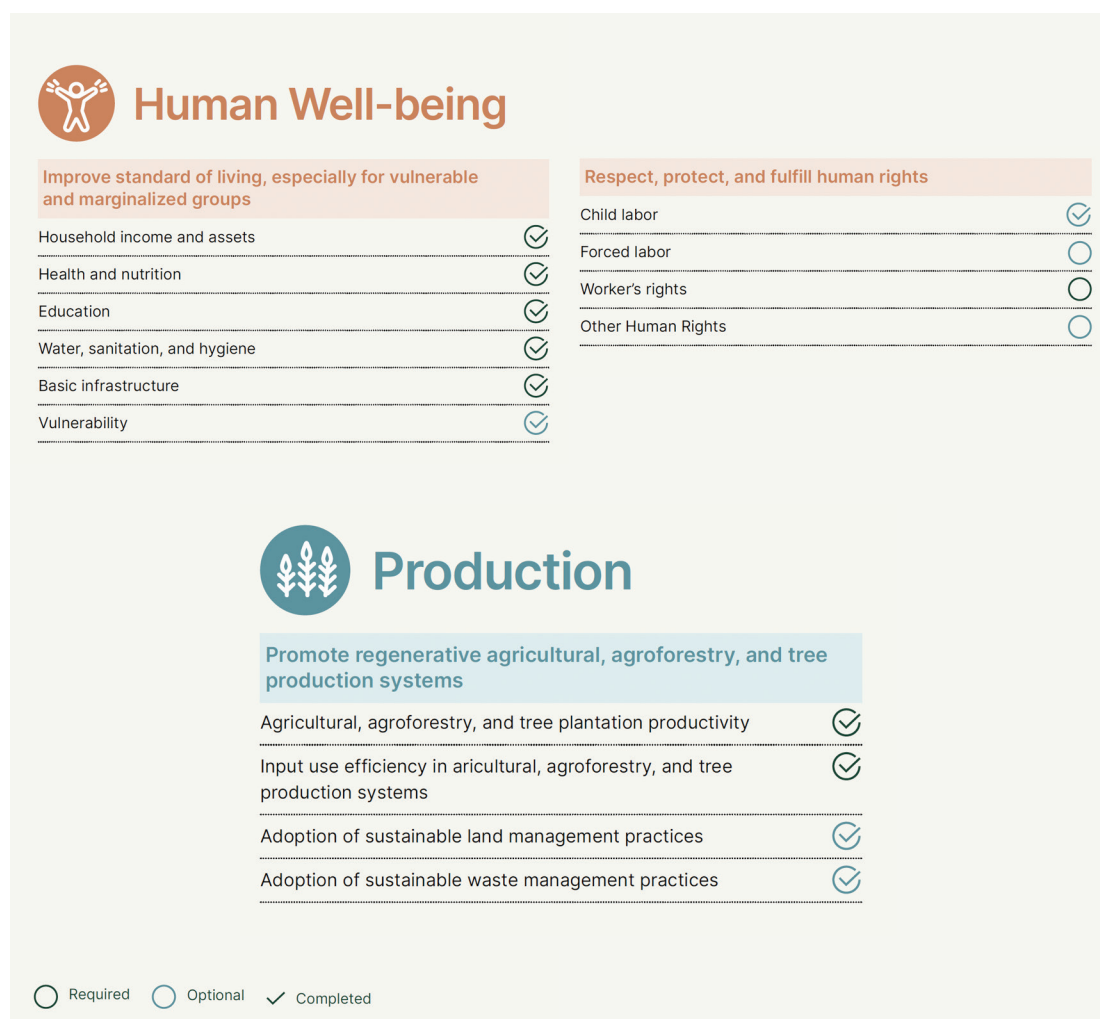 Human Well-being
Improve standard of living, especially for vulnerable
and marginalized groups
Household income and assets
Health and nutrition
Education
Water, sanitation, and hygiene
Basic infrastructure
Vulnerability
Respect, protect, and fulfill human rights
Child labor
Forced labor
Worker’s rights
Other Human Rights
Production
Promote regenerative agricultural, agroforestry, and tree
production systems
Agricultural, agroforestry, and tree plantation productivity
Input use efficiency in aricultural, agroforestry, and tree
production systems
Adoption of sustainable land management practices
Adoption of sustainable waste management practices
Required Optional Completed